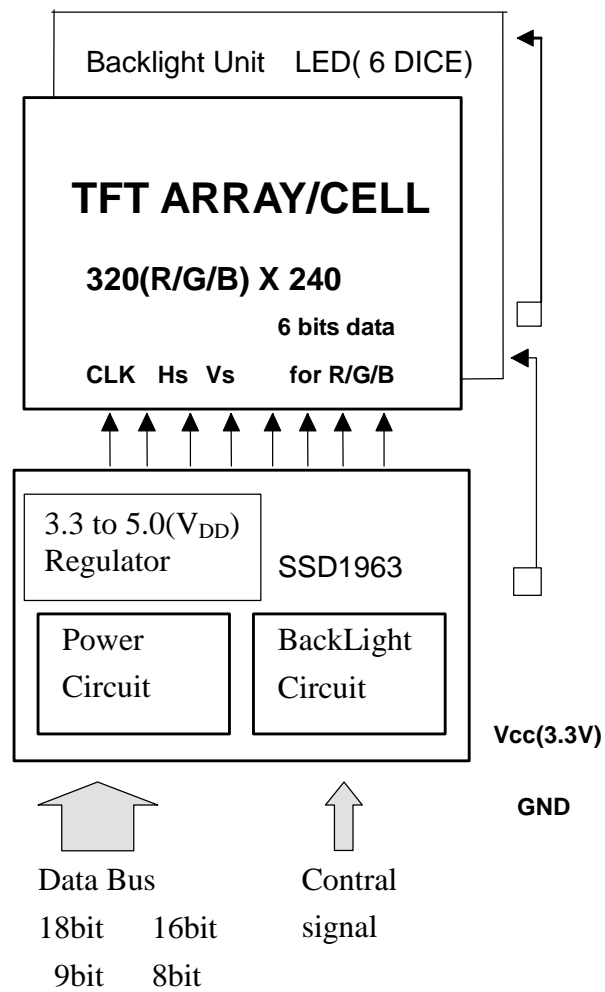 Backlight Unit LED( 6 DICE)
TFT ARRAY/CELL
320(R/G/B) X 240
6 bits data
CLK Hs Vs for R/G/B
3.3 to 5.0(V_DD)
Regulator
SSD1963
Power
Circuit
BackLight
Circuit
Vcc(3.3V)
GND
Data Bus
18bit 16bit
9bit 8bit
Contral
signal